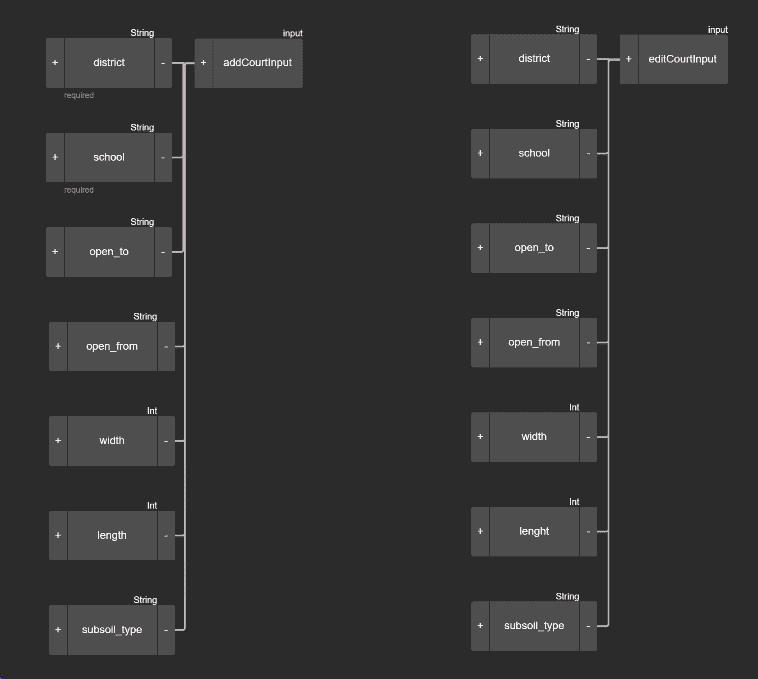 String
input
+ district -
+ addCourtInput
required
String
+ school -
required
String
+ open_to -
String
+ open_from -
Int
+ width -
Int
+ length -
String
+ subsoil_type -
String
input
+ district -
+ editCourtInput
String
+ school -
String
+ open_to -
String
+ open_from -
Int
+ width -
Int
+ lenght -
String
+ subsoil_type -